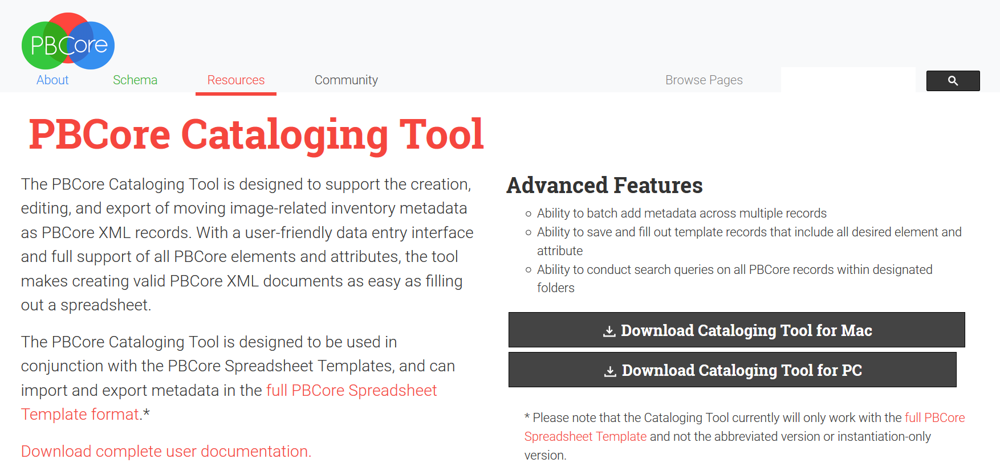 PBCore
About
Schema
Resources
Community
Browse Pages
PBCore Cataloging Tool
The PBCore Cataloging Tool is designed to support the creation,
editing, and export of moving image-related inventory metadata
as PBCore XML records. With a user-friendly data entry interface
and full support of all PBCore elements and attributes, the tool
makes creating valid PBCore XML documents as easy as filling
out a spreadsheet.
The PBCore Cataloging Tool is designed to be used in
conjunction with the PBCore Spreadsheet Templates, and can
import and export metadata in the full PBCore Spreadsheet
Template format.*
Download complete user documentation.
Advanced Features
Ability to batch add metadata across multiple records
Ability to save and fill out template records that include all desired element and
attribute
Ability to conduct search queries on all PBCore records within designated
folders
Download Cataloging Tool for Mac
Download Cataloging Tool for PC
* Please note that the Cataloging Tool currently will only work with the full PBCore
Spreadsheet Template and not the abbreviated version or instantiation-only
version.